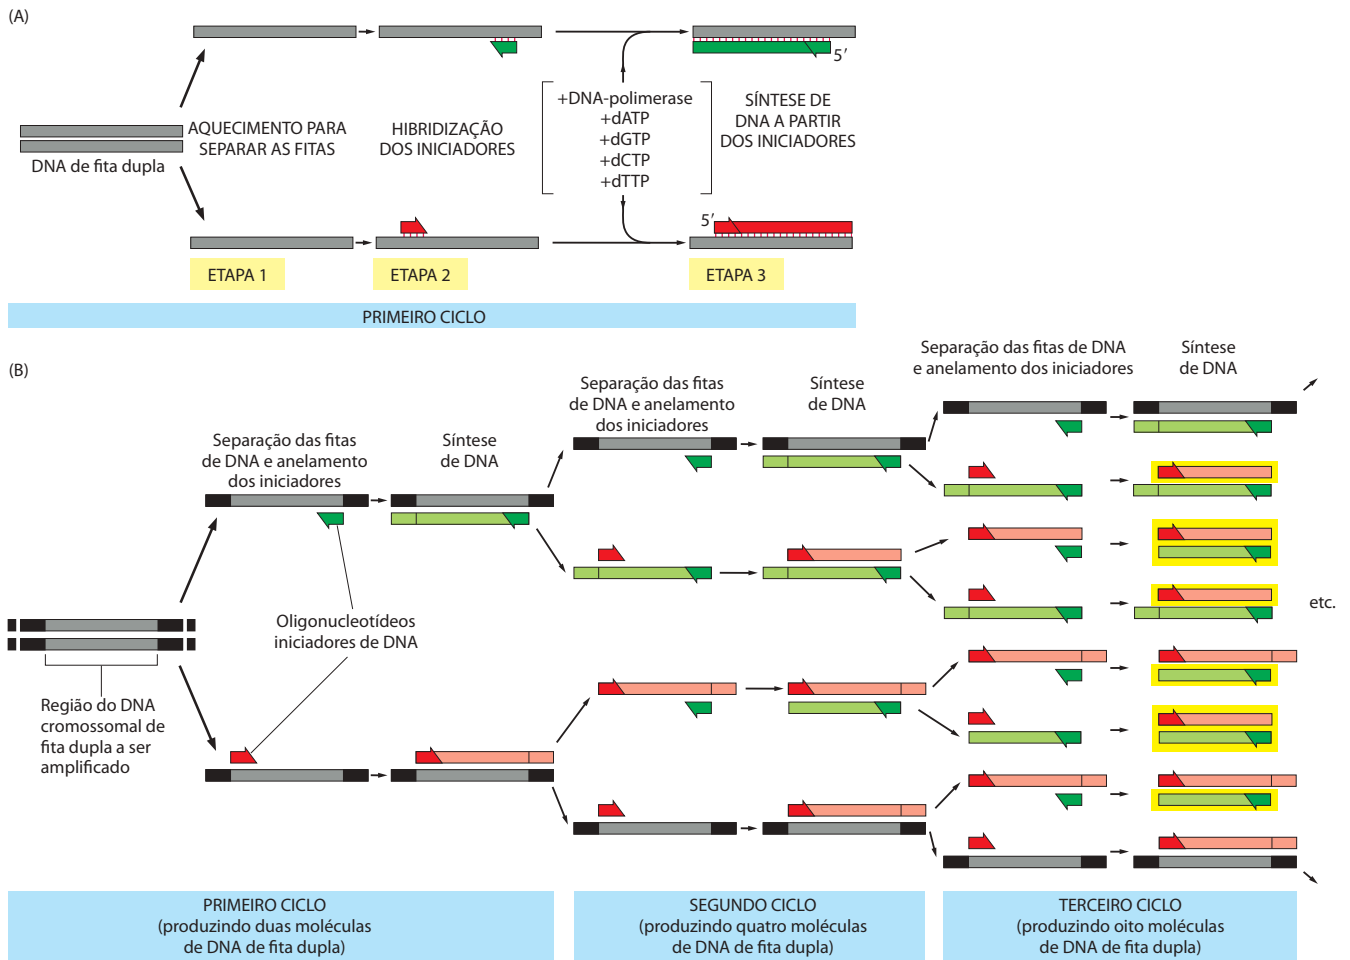 (A)
DNA de fita dupla
AQUECIMENTO PARA
SEPARAR AS FITAS
HIBRIDIZAÇÃO
DOS INICIADORES
+DNA-polimerase
+dATP
+dGTP
+dCTP
+dTTP
SÍNTESE DE
DNA A PARTIR
DOS INICIADORES
5′
5′
ETAPA 1
ETAPA 2
ETAPA 3
PRIMEIRO CICLO
(B)
Separação das fitas
de DNA e anelamento
dos iniciadores
Síntese
de DNA
Separação das fitas
de DNA e anelamento
dos iniciadores
Síntese
de DNA
Separação das fitas de DNA
e anelamento dos iniciadores
Síntese
de DNA
Oligonucleotídeos
iniciadores de DNA
Região do DNA
cromossomal de
fita dupla a ser
amplificado
etc.
PRIMEIRO CICLO
(produzindo duas moléculas
de DNA de fita dupla)
SEGUNDO CICLO
(produzindo quatro moléculas
de DNA de fita dupla)
TERCEIRO CICLO
(produzindo oito moléculas
de DNA de fita dupla)